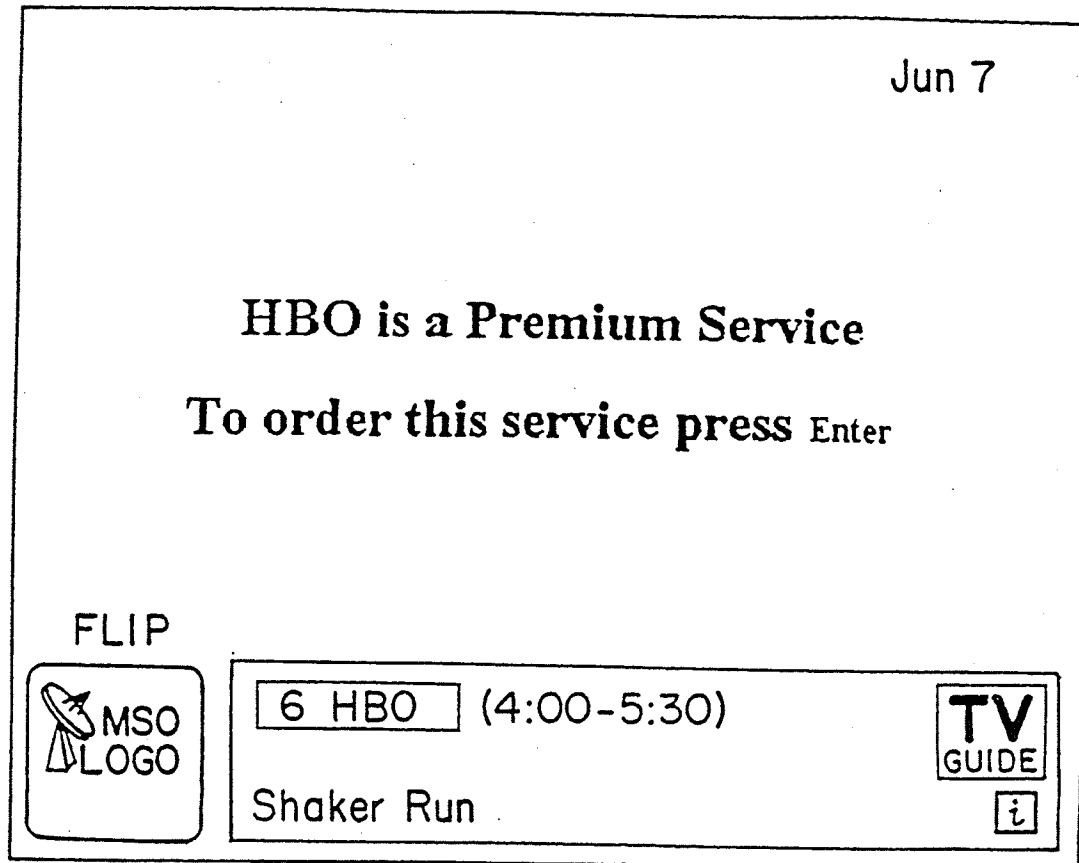 Jun 7
HBO is a Premium Service
To order this service press Enter
FLIP
MSO
LOGO
6 HBO (4:00-5:30)
TV
GUIDE
Shaker Run
i